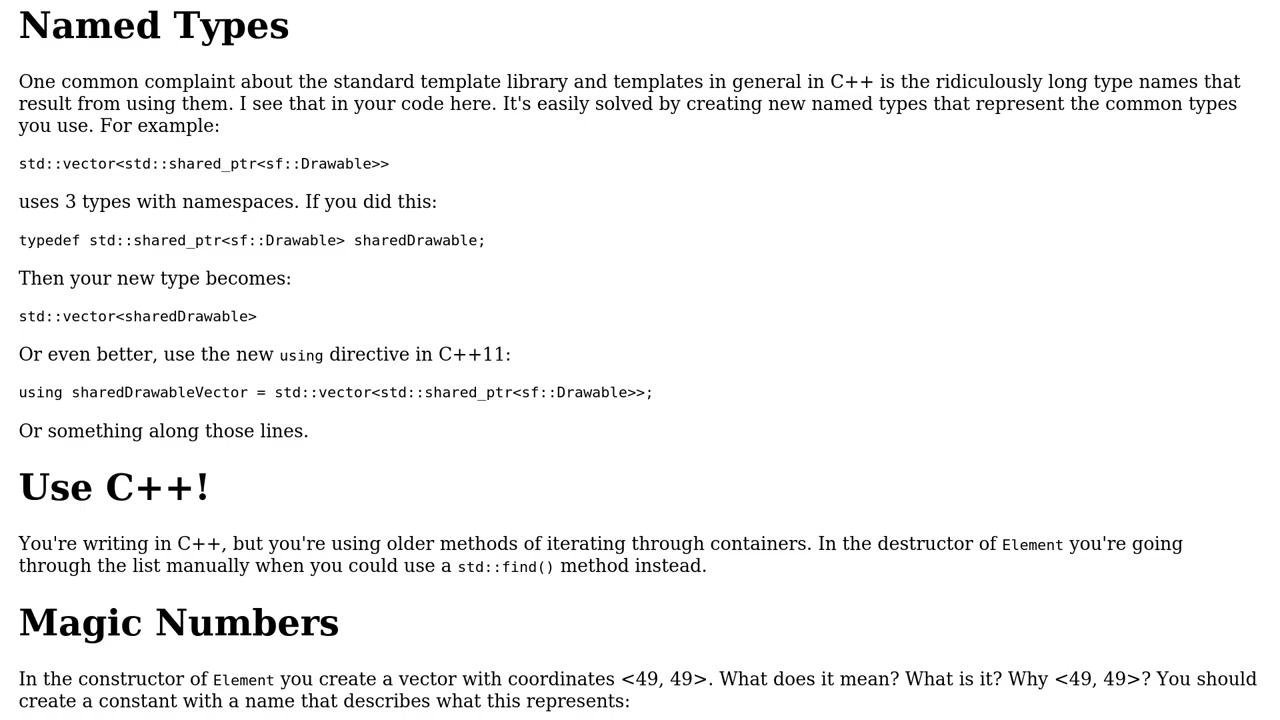 Named Types
One common complaint about the standard template library and templates in general in C++ is the ridiculously long type names that
result from using them. I see that in your code here. It's easily solved by creating new named types that represent the common types
you use. For example:
std::vector<std::shared_ptr<sf::Drawable>>
uses 3 types with namespaces. If you did this:
typedef std::shared_ptr<sf::Drawable> sharedDrawable;
Then your new type becomes:
std::vector<sharedDrawable>
Or even better, use the new using directive in C++11:
using sharedDrawableVector = std::vector<std::shared_ptr<sf::Drawable>>;
Or something along those lines.
Use C++!
You're writing in C++, but you're using older methods of iterating through containers. In the destructor of Element you're going
through the list manually when you could use a std::find() method instead.
Magic Numbers
In the constructor of Element you create a vector with coordinates <49, 49>. What does it mean? What is it? Why <49, 49>? You should
create a constant with a name that describes what this represents: